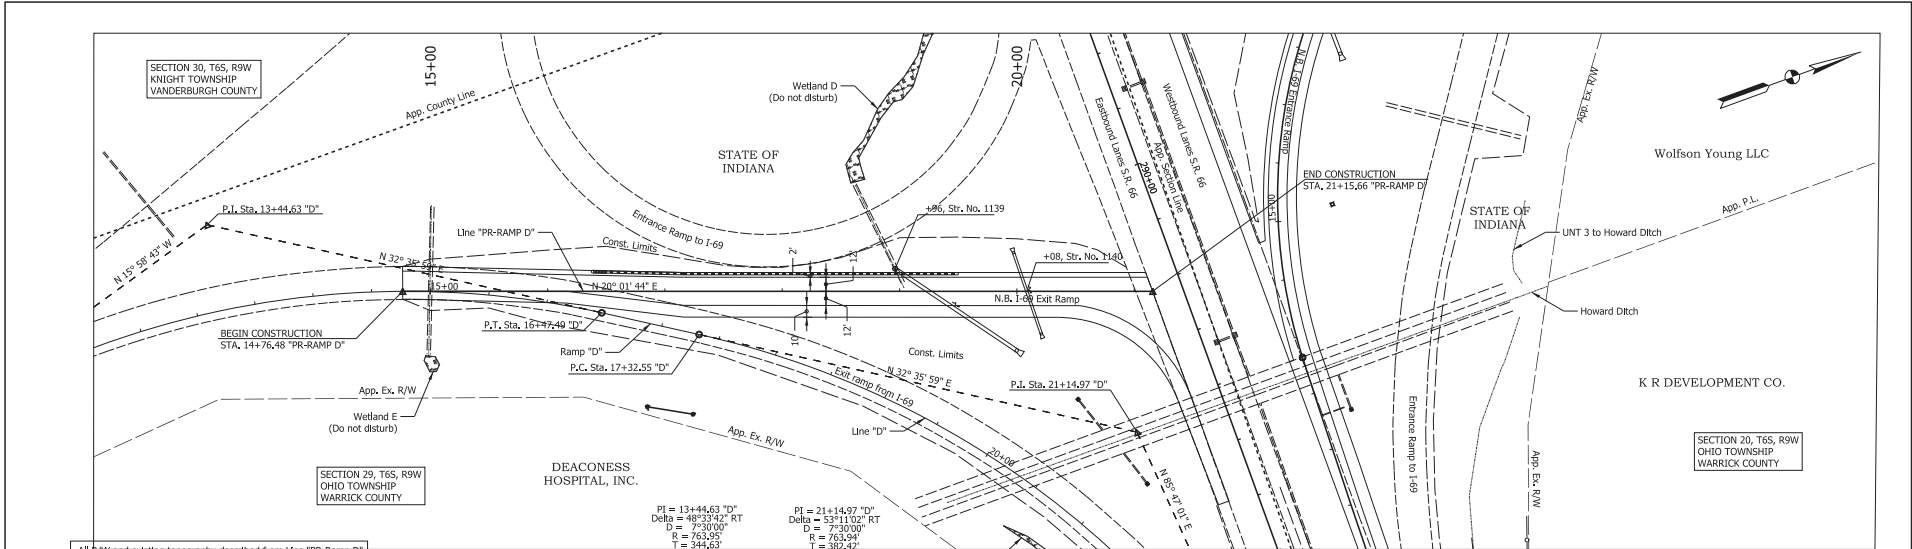 SECTION 30, T6S, R9W
KNIGHT TOWNSHIP
VANDERBURGH COUNTY
App. County Line
15+00
20+00
Wetland D
(Do not disturb)
STATE OF
INDIANA
Eastbound Lanes S.R. 66
Westbound Lanes S.R. 66
App. Section Line
290+00
N.B. I-69 Entrance Ramp
15+00
App. Ex. R/W
Wolfson Young LLC
END CONSTRUCTION
STA. 21+15.66 "PR-RAMP D"
STATE OF
INDIANA
App. P.L.
UNT 3 to Howard Ditch
Howard Ditch
P.I. Sta. 13+44.63 "D"
N 15° 58' 43" W
N 32° 35' 59" E
Line "PR-RAMP D"
Entrance Ramp to I-69
Const. Limits
2'
12'
+96, Str. No. 1139
+08, Str. No. 1140
15+00
N 20° 01' 44" E
N.B. I-69 Exit Ramp
BEGIN CONSTRUCTION
STA. 14+76.48 "PR-RAMP D"
P.T. Sta. 16+47.49 "D"
10'
12'
Ramp "D"
P.C. Sta. 17+32.55 "D"
Const. Limits
Exit ramp from I-69
N 32° 35' 59" E
P.I. Sta. 21+14.97 "D"
K R DEVELOPMENT CO.
App. Ex. R/W
Wetland E
(Do not disturb)
App. Ex. R/W
Line "D"
20+00
Entrance Ramp to I-69
App. Ex. R/W
SECTION 20, T6S, R9W
OHIO TOWNSHIP
WARRICK COUNTY
SECTION 29, T6S, R9W
OHIO TOWNSHIP
WARRICK COUNTY
DEACONESS
HOSPITAL, INC.
N 85° 47' 01" E
PI = 13+44.63 "D"
Delta = 48°33'42" RT
D = 7°30'00"
R = 763.95'
T = 344.63'
PI = 21+14.97 "D"
Delta = 53°11'02" RT
D = 7°30'00"
R = 763.94'
T = 382.42'